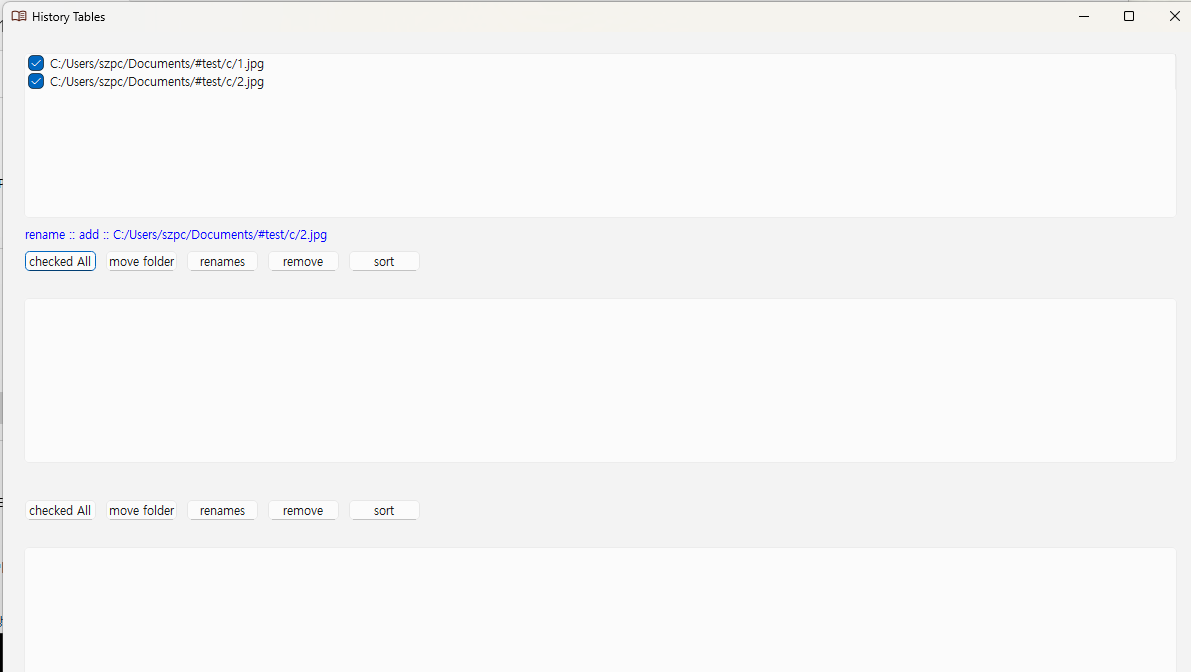 History Tables
C:/Users/szpc/Documents/#test/c/1.jpg
C:/Users/szpc/Documents/#test/c/2.jpg
rename :: add :: C:/Users/szpc/Documents/#test/c/2.jpg
checked All move folder renames remove sort
checked All move folder renames remove sort